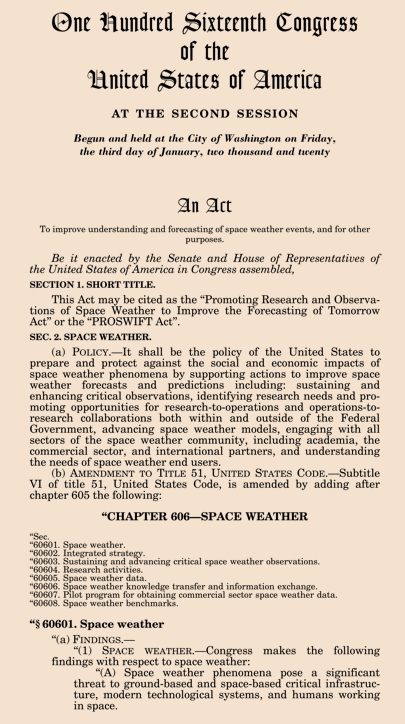 One Hundred Sixteenth Congress
of the
United States of America
AT THE SECOND SESSION
Begun and held at the City of Washington on Friday,
the third day of January, two thousand and twenty
An Act
To improve understanding and forecasting of space weather events, and for other
purposes.
Be it enacted by the Senate and House of Representatives of
the United States of America in Congress assembled,
SECTION 1. SHORT TITLE.
This Act may be cited as the “Promoting Research and Observa-
tions of Space Weather to Improve the Forecasting of Tomorrow
Act” or the “PROSWIFT Act”.
SEC. 2. SPACE WEATHER.
(a) POLICY.—It shall be the policy of the United States to
prepare and protect against the social and economic impacts of
space weather phenomena by supporting actions to improve space
weather forecasts and predictions including: sustaining and
enhancing critical observations, identifying research needs and pro-
moting opportunities for research-to-operations and operations-to-
research collaborations both within and outside of the Federal
Government, advancing space weather models, engaging with all
sectors of the space weather community, including academia, the
commercial sector, and international partners, and understanding
the needs of space weather end users.
(b) AMENDMENT TO TITLE 51, UNITED STATES CODE.—Subtitle
VI of title 51, United States Code, is amended by adding after
chapter 605 the following:
“CHAPTER 606—SPACE WEATHER
“Sec.
“60601. Space weather.
“60602. Integrated strategy.
“60603. Sustaining and advancing critical space weather observations.
“60604. Research activities.
“60605. Space weather data.
“60606. Space weather knowledge transfer and information exchange.
“60607. Pilot program for obtaining commercial sector space weather data.
“60608. Space weather benchmarks.
“§ 60601. Space weather
“(a) FINDINGS.—
“(1) SPACE WEATHER.—Congress makes the following
findings with respect to space weather:
“(A) Space weather phenomena pose a significant
threat to ground-based and space-based critical infrastruc-
ture, modern technological systems, and humans working
in space.